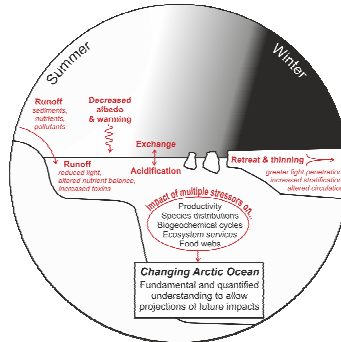 Summer
Winter
Runoff
sediments,
nutrients,
pollutants
Decreased
albedo
& warming
Exchange
Acidification
Runoff
reduced light,
altered nutrient balance,
increased toxins
Retreat & thinning
greater light penetration
increased stratification
altered circulation
Impact of multiple stressors on...
Productivity
Species distributions
Biogeochemical cycles
Ecosystem services
Food webs
Changing Arctic Ocean
Fundamental and quantified
understanding to allow
projections of future impacts